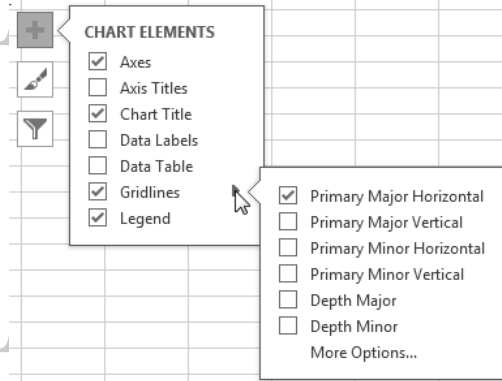 CHART ELEMENTS
Axes
Axis Titles
Chart Title
Data Labels
Data Table
Gridlines
Legend
Primary Major Horizontal
Primary Major Vertical
Primary Minor Horizontal
Primary Minor Vertical
Depth Major
Depth Minor
More Options...